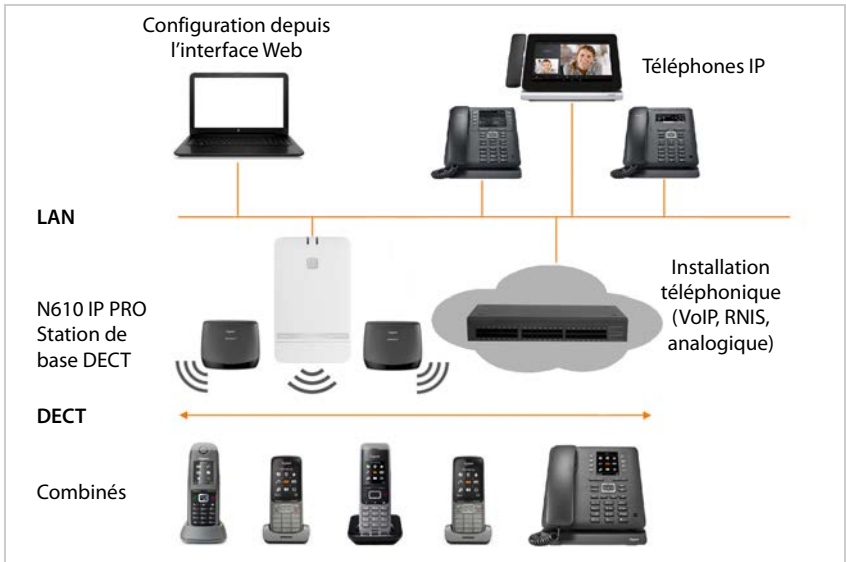 Configuration depuis
l'interface Web
Téléphones IP
LAN
N610 IP PRO
Station de
base DECT
Installation
téléphonique
(VoIP, RNIS,
analogique)
DECT
Combinés